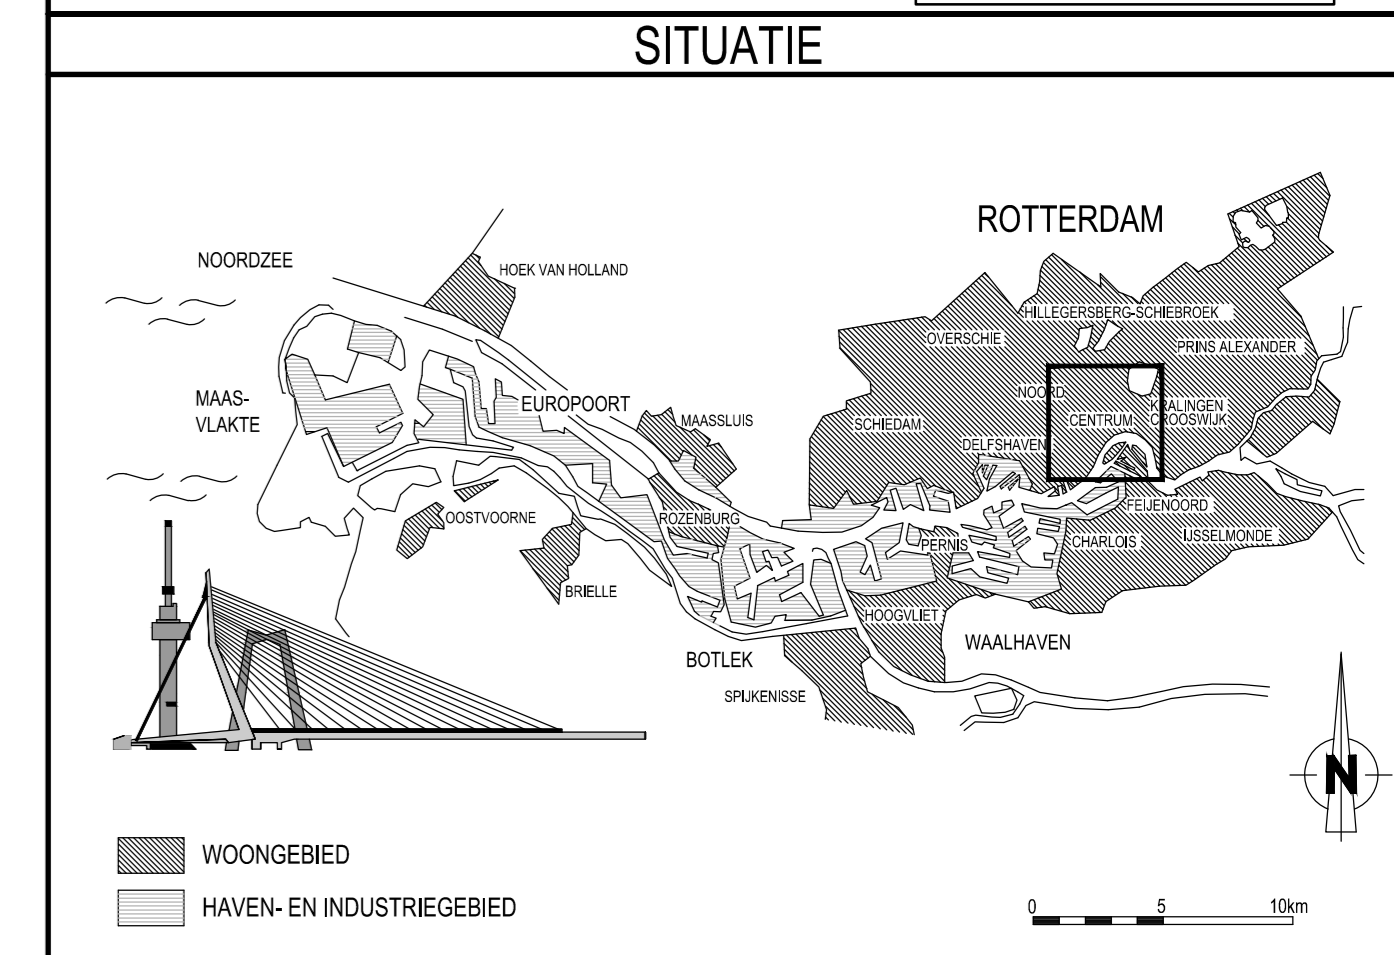 SITUATIE
ROTTERDAM
NOORDZEE
HOEK VAN HOLLAND
HILLEGERSBERG-SCHIEBROEK
OVERSCHIE
PRINS ALEXANDER
MAAS-
VLAKTE
EUROPOORT
NOORD
MAASSLUIS
SCHIEDAM
CENTRUM
KRALINGEN
CROOSWIJK
DELFSHAVEN
OOSTVOORNE
ROZENBURG
FEIJENOORD
PERNIS
CHARLOIS
IJSSELMONDE
BRIELLE
HOOGVLIET
WAALHAVEN
BOTLEK
SPIJKENISSE
N
WOONGEBIED
HAVEN- EN INDUSTRIEGEBIED
0 5 10km